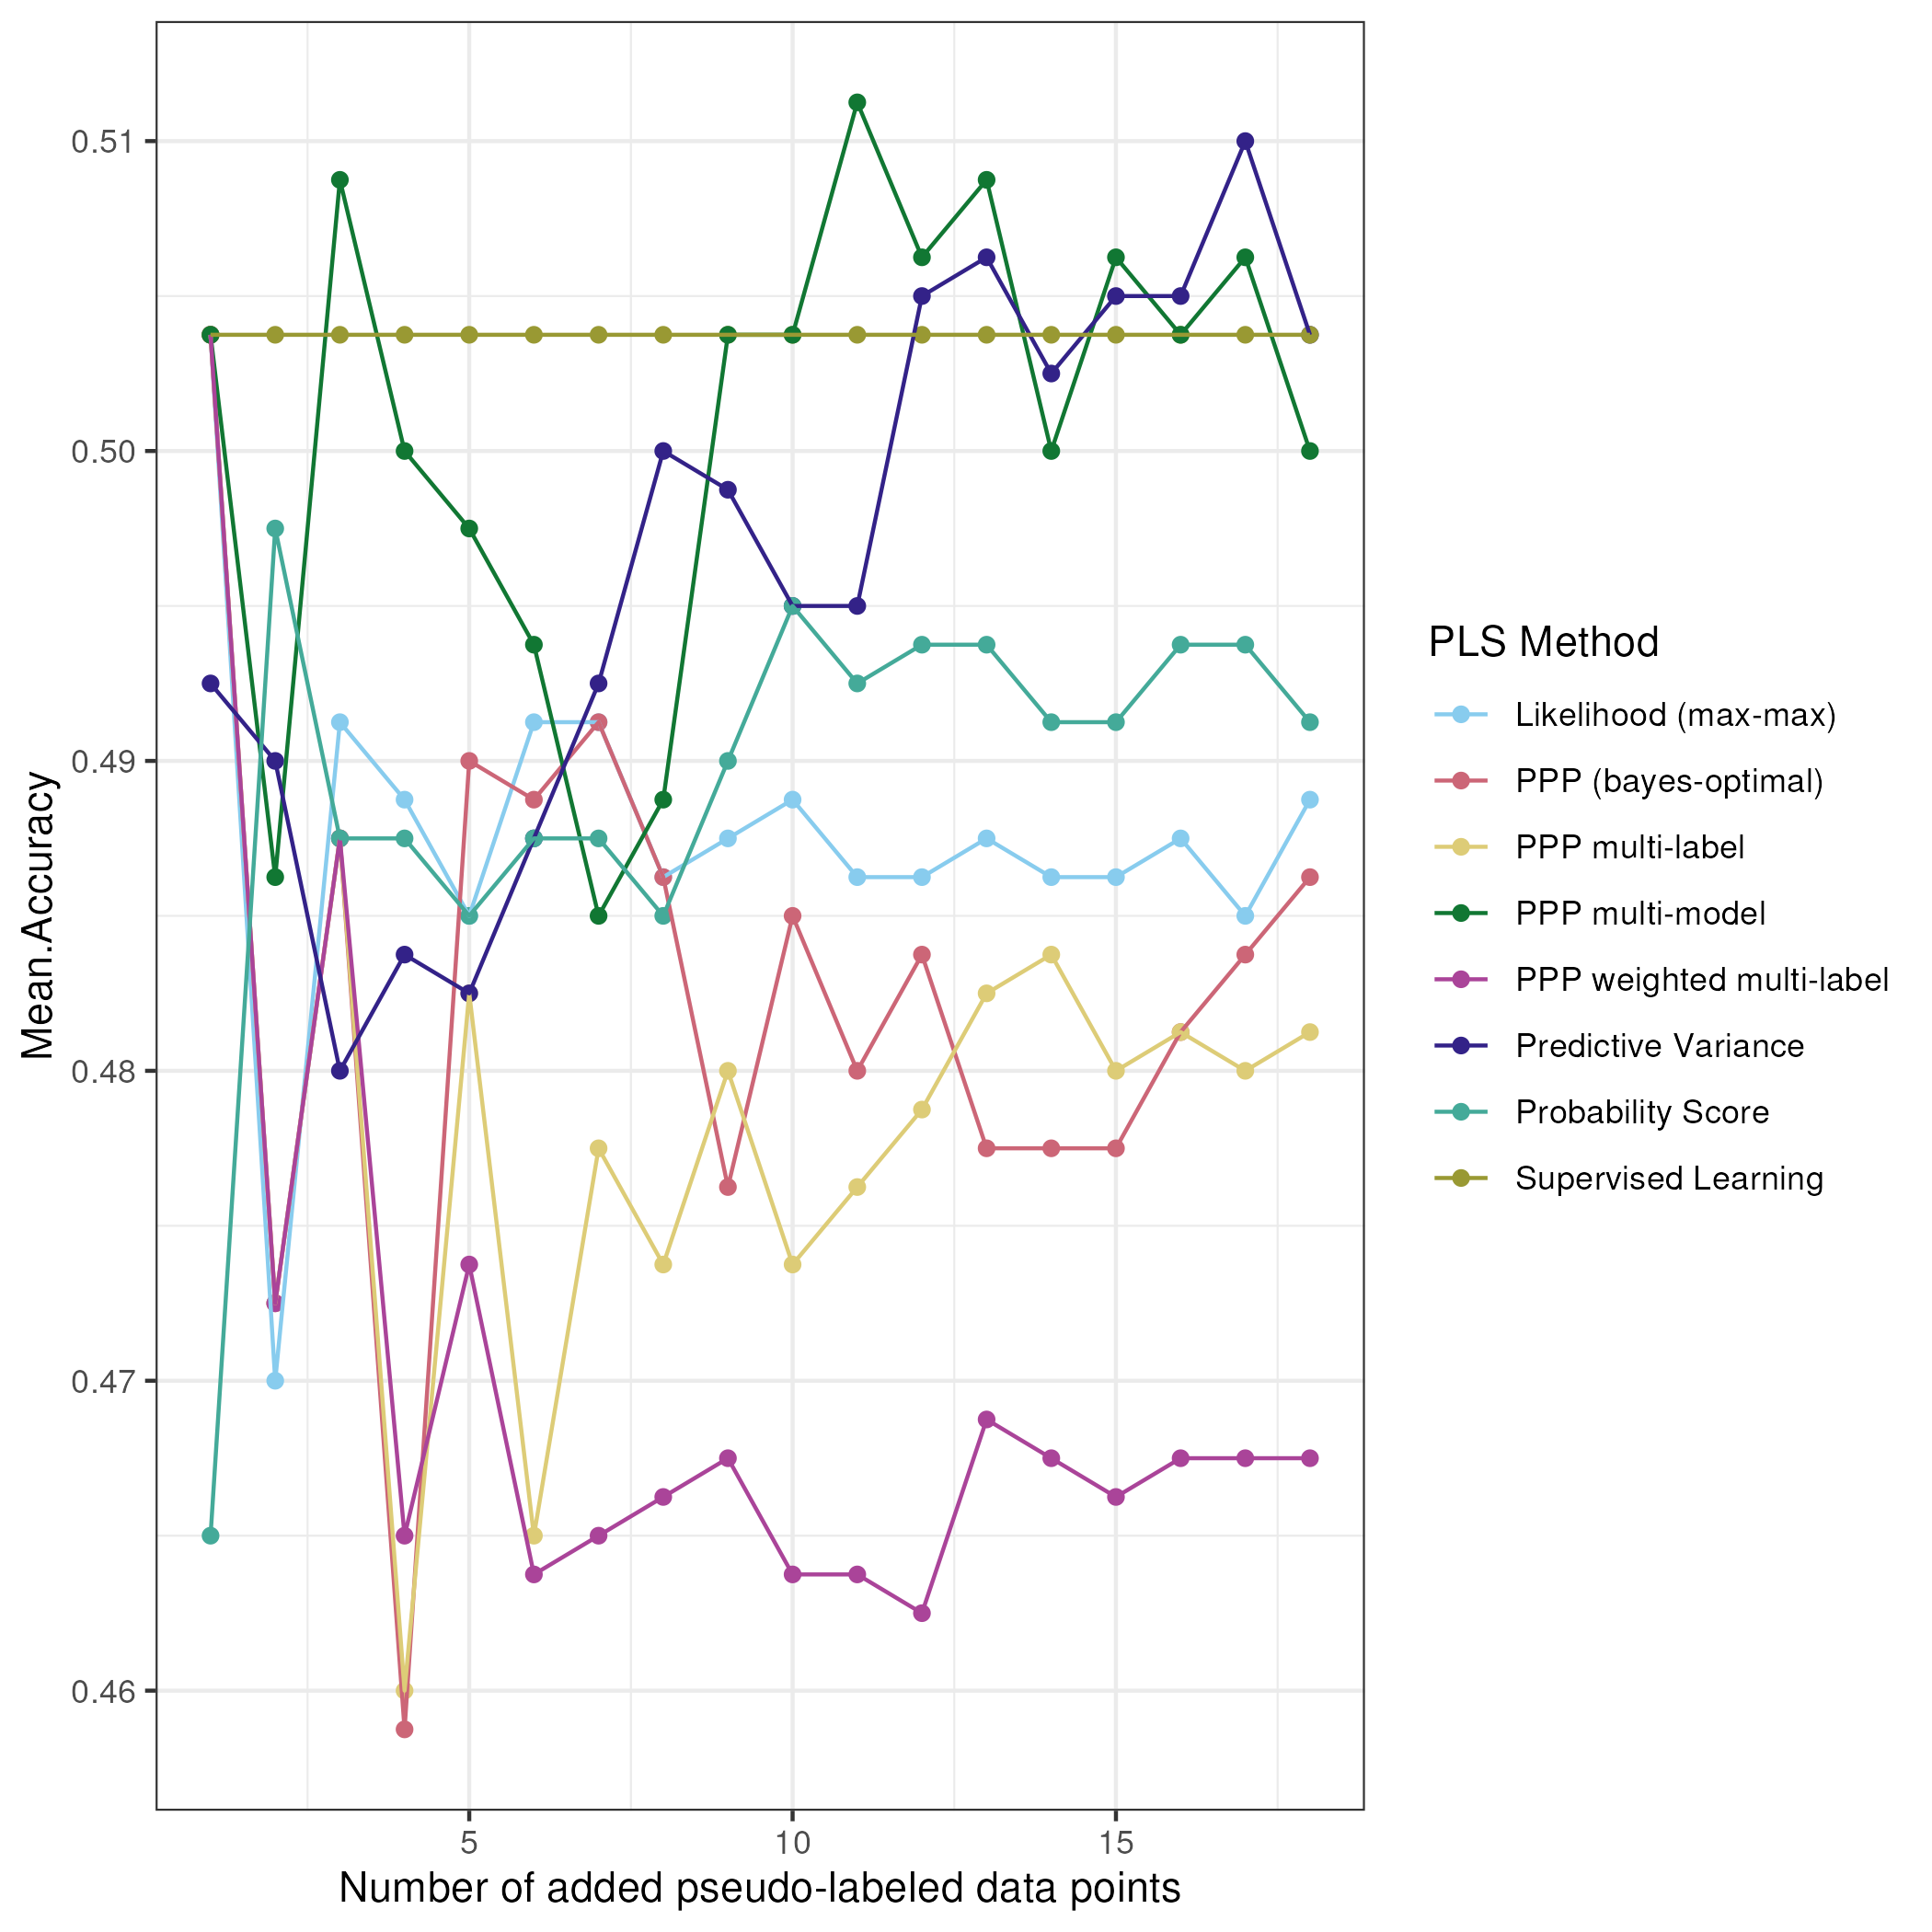 0.51
0.50
0.49
0.48
0.47
0.46
Mean.Accuracy
5
10
15
Number of added pseudo-labeled data points
PLS Method
Likelihood (max-max)
PPP (bayes-optimal)
PPP multi-label
PPP multi-model
PPP weighted multi-label
Predictive Variance
Probability Score
Supervised Learning